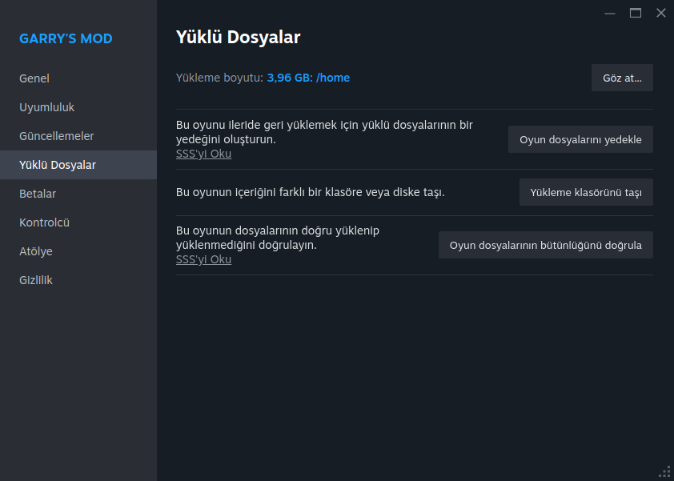 GARRY'S MOD
Genel
Uyumluluk
Güncellemeler
Yüklü Dosyalar
Betalar
Kontrolcü
Atölye
Gizlilik
Yüklü Dosyalar
Yükleme boyutu: 3,96 GB: /home
Göz at...
Bu oyunu ileride geri yüklemek için yüklü dosyalarının bir
yedeğini oluşturun.
SSS'yi Oku
Oyun dosyalarını yedekle
Bu oyunun içeriğini farklı bir klasöre veya diske taşı.
Yükleme klasörünü taşı
Bu oyunun dosyalarının doğru yüklenip
yüklenmediğini doğrulayın.
SSS'yi Oku
Oyun dosyalarının bütünlüğünü doğrula